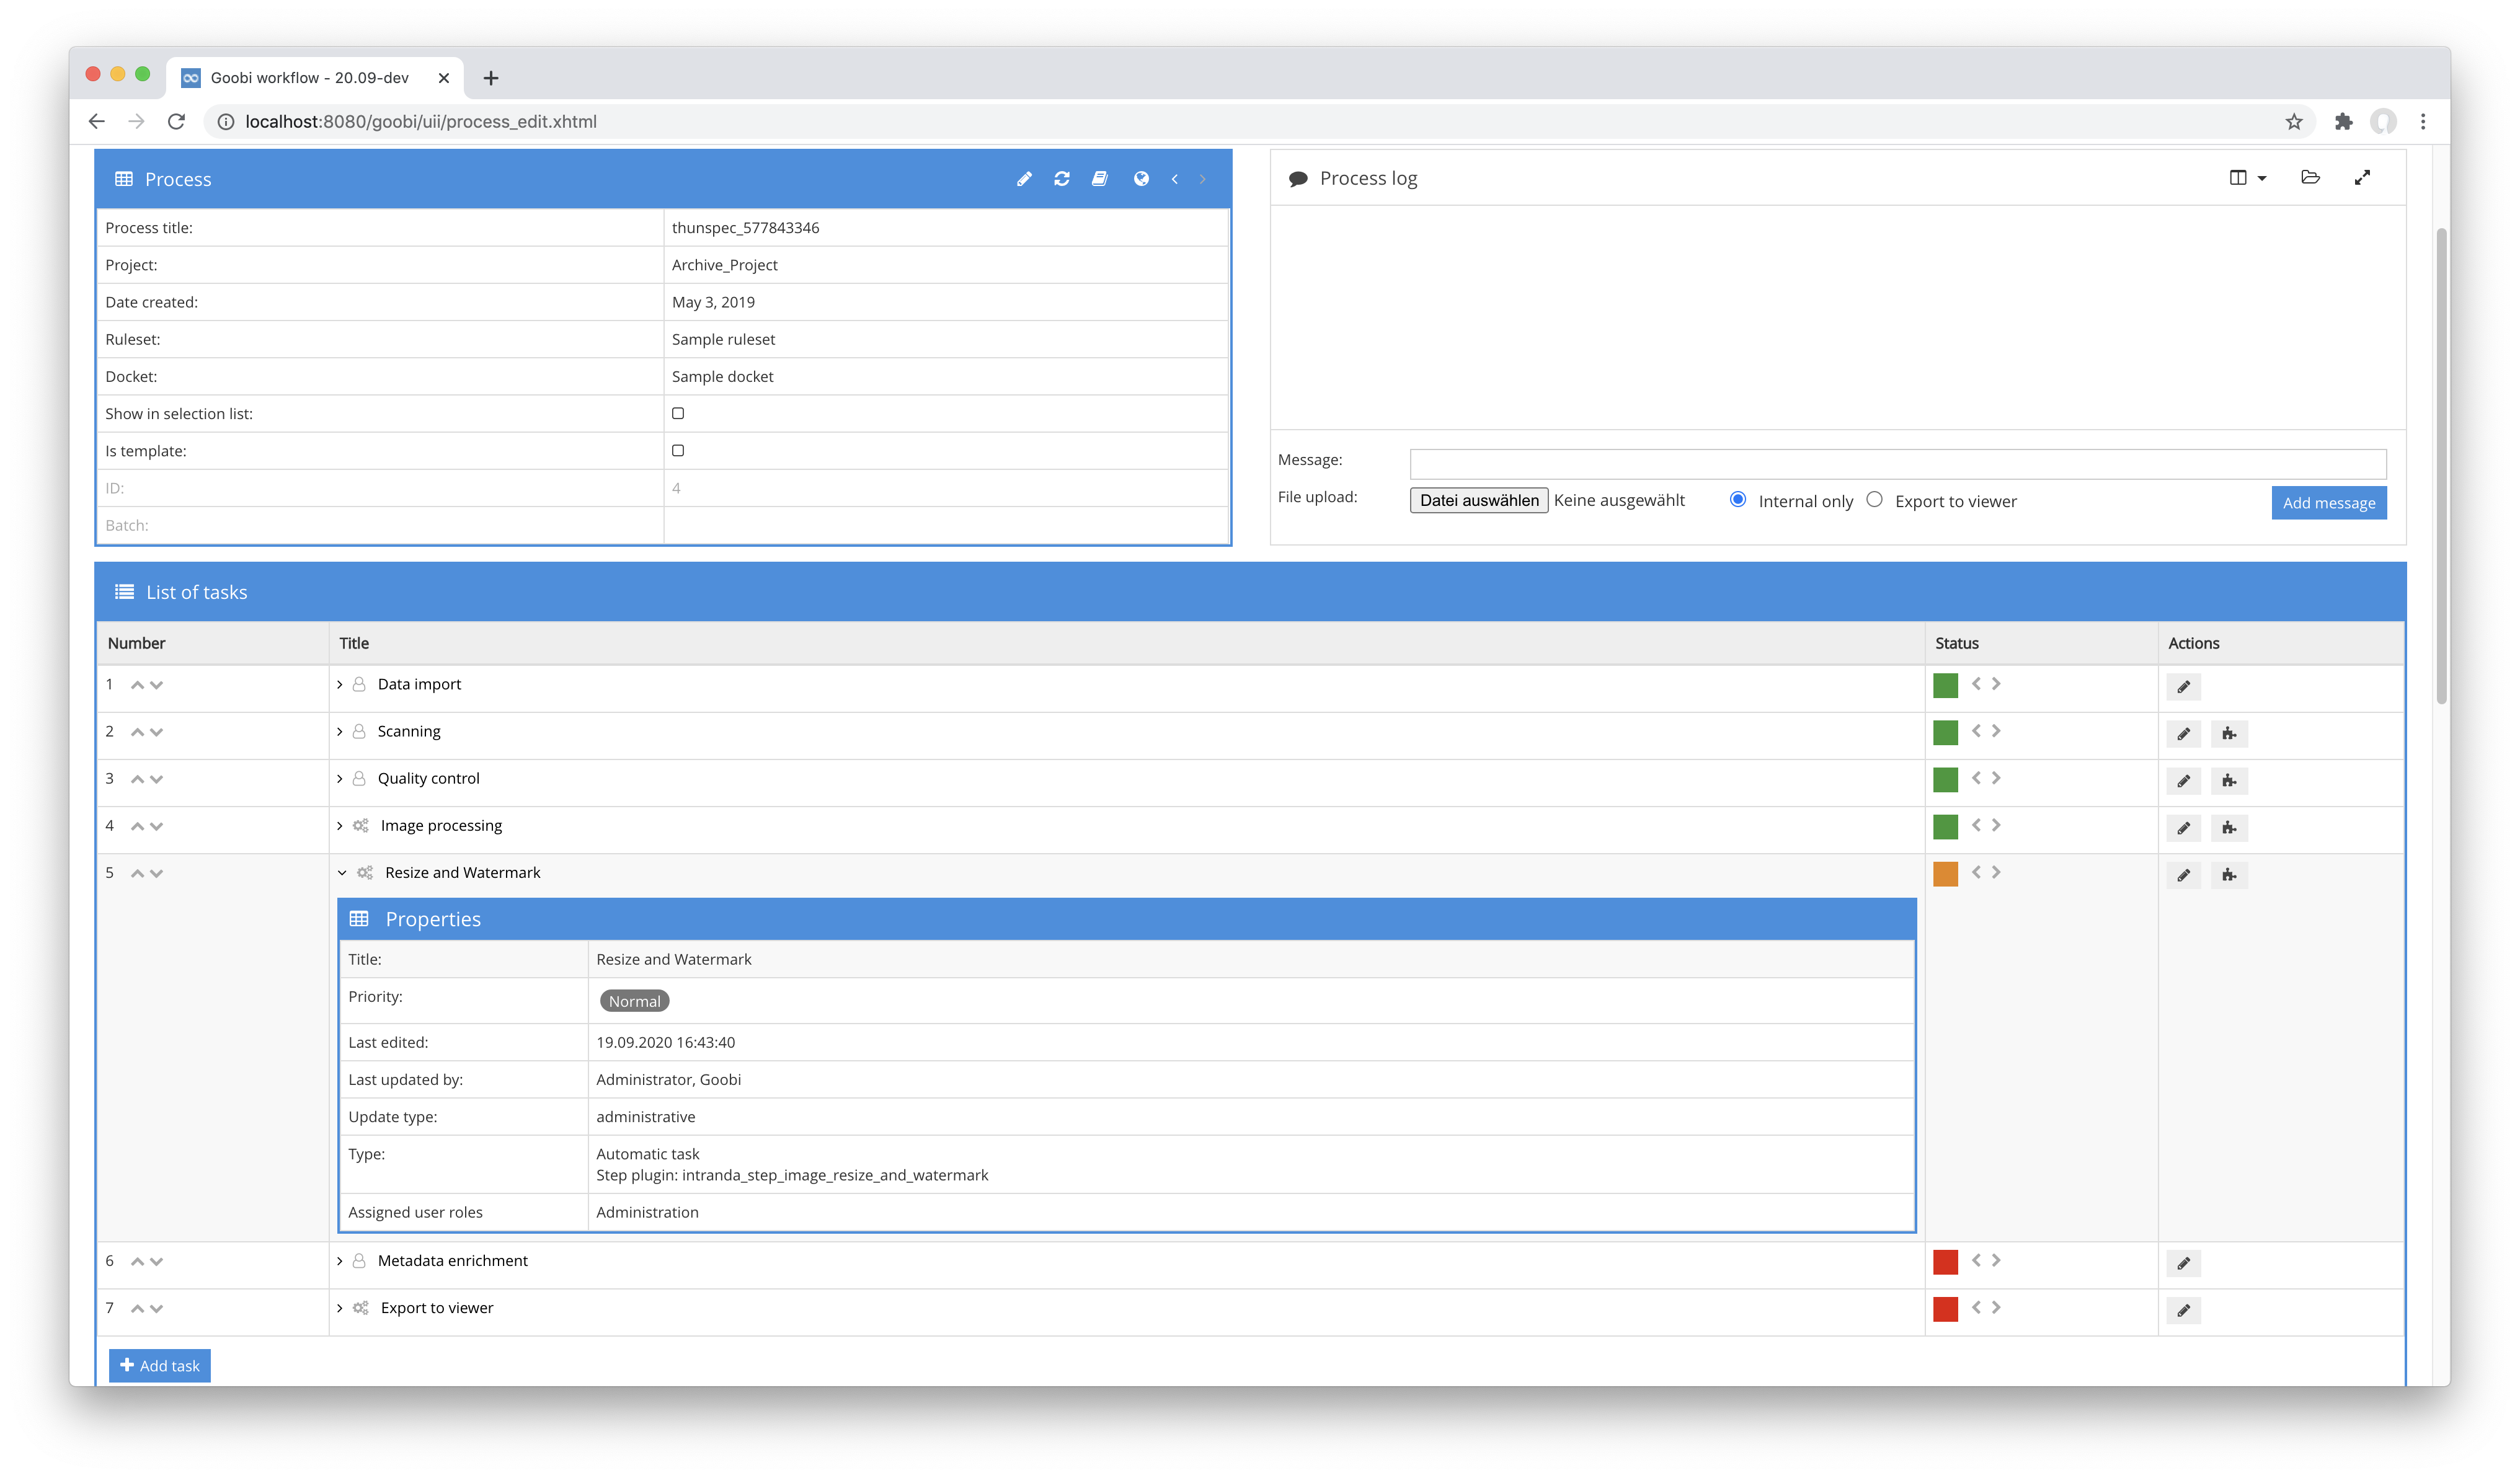 Goobi workflow - 20.09-dev
localhost:8080/goobi/uii/process_edit.xhtml
Process
Process title: thunspec_577843346
Project: Archive_Project
Date created: May 3, 2019
Ruleset: Sample ruleset
Docket: Sample docket
Show in selection list:
Is template:
ID: 4
Batch:
Process log
Message:
File upload: Datei auswählen Keine ausgewählt Internal only Export to viewer Add message
List of tasks
Number Title Status Actions
1 Data import
2 Scanning
3 Quality control
4 Image processing
5 Resize and Watermark
Properties
Title: Resize and Watermark
Priority: Normal
Last edited: 19.09.2020 16:43:40
Last updated by: Administrator, Goobi
Update type: administrative
Type: Automatic task
Step plugin: intranda_step_image_resize_and_watermark
Assigned user roles Administration
6 Metadata enrichment
7 Export to viewer
Add task